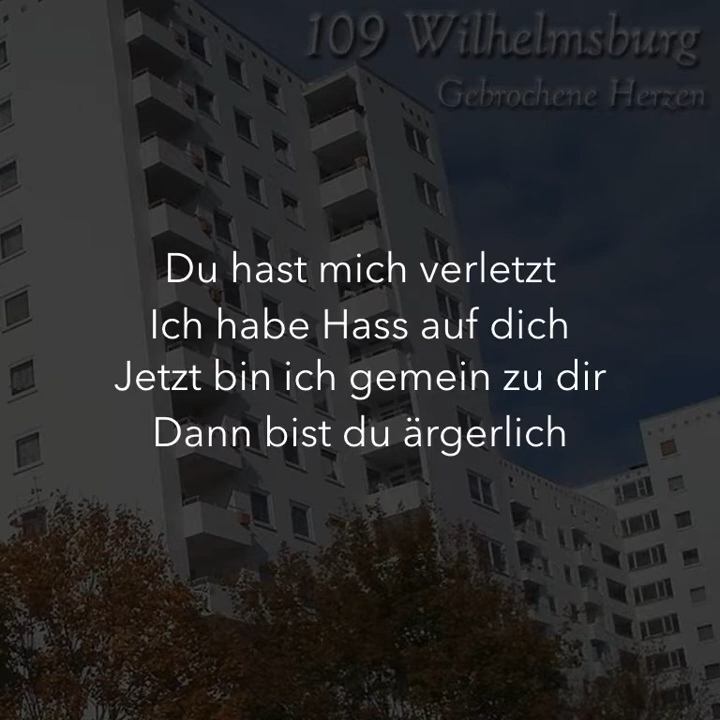 109 Wilhelmsburg
Gebrochene Herzen
Du hast mich verletzt
Ich habe Hass auf dich
Jetzt bin ich gemein zu dir
Dann bist du ärgerlich